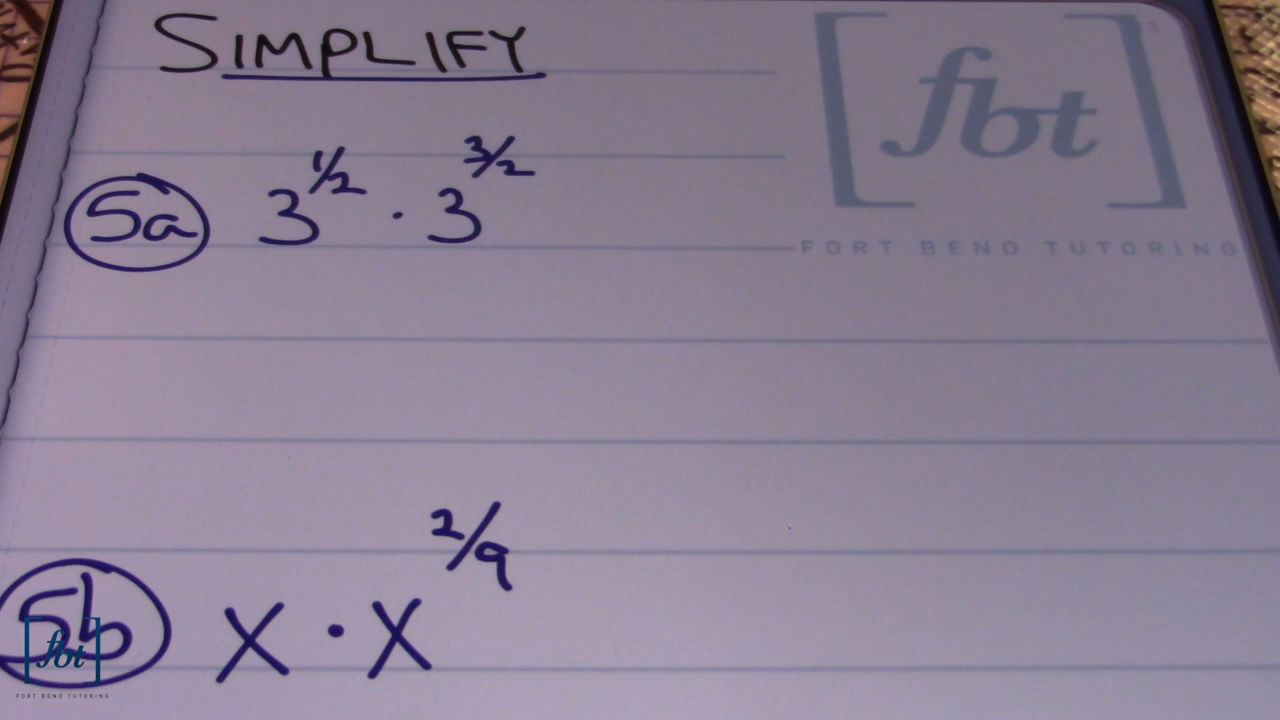 SIMPLIFY
fbt
FORT BEND TUTORING
5a 3^{1/2} · 3^{3/2}
5b x · x^{2/9}
fbt
FORT BEND TUTORING